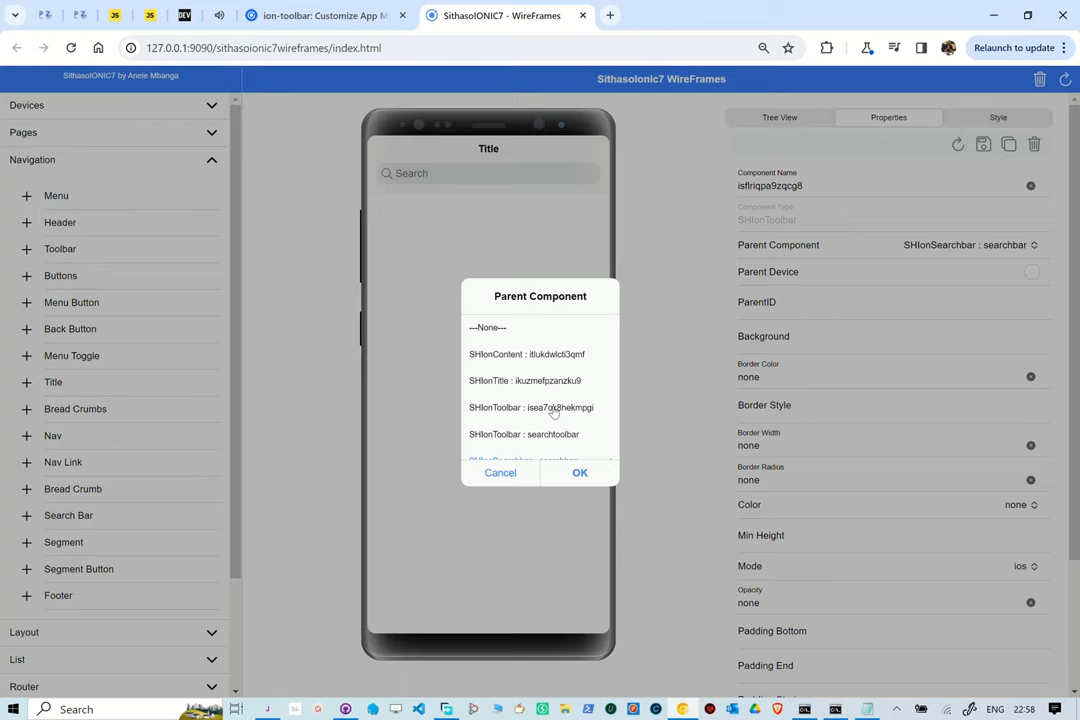 ion-toolbar: Customize App M
SithasoIONIC7 - WireFrames
127.0.0.1:9090/sithasoionic7wireframes/index.html
Relaunch to update
SithasoIONIC7 by Anele Mbanga
SithasoIonic7 WireFrames
Devices
Pages
Navigation
Menu
Header
Toolbar
Buttons
Menu Button
Back Button
Menu Toggle
Title
Bread Crumbs
Nav
Nav Link
Bread Crumb
Search Bar
Segment
Segment Button
Footer
Layout
List
Router
Title
Search
Parent Component
---None---
SHIonContent : itlukdwlcti3qmf
SHIonTitle : ikuzmefpzanzku9
SHIonToolbar :
SHIonToolbar : searchtoolbar
SHIonSearchbar : searchbar
Cancel
OK
Tree View
Properties
Style
Component Name
isflriqpa9zqcg8
Component Type
SHIonToolbar
Parent Component
SHIonSearchbar : searchbar
Parent Device
ParentID
Background
Border Color
none
Border Style
Border Width
none
Border Radius
none
Color
none
Min Height
Mode
ios
Opacity
none
Padding Bottom
Padding End
Search
ENG
22:58